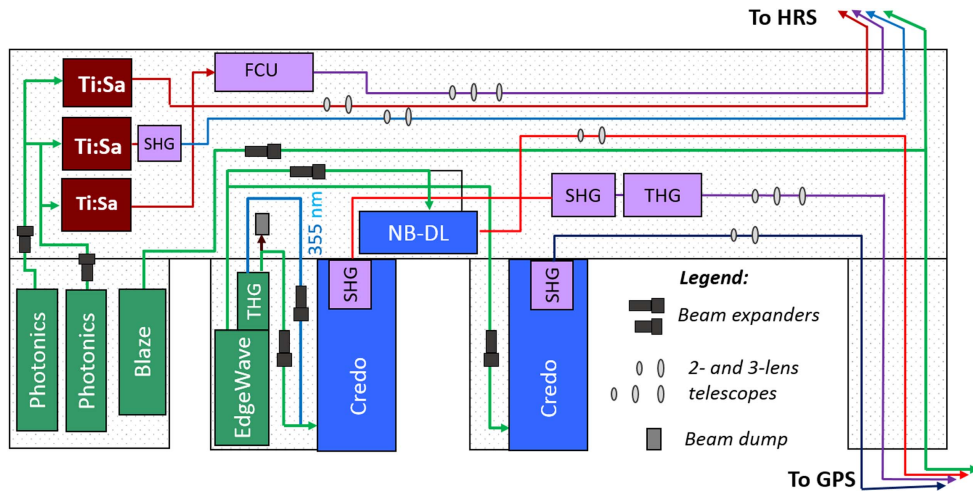 To HRS
FCU
Ti:Sa
Ti:Sa
SHG
Ti:Sa
SHG
THG
355 nm
NB-DL
Photonics
Photonics
Blaze
THG
EdgeWave
SHG
Credo
SHG
Credo
Legend:
Beam expanders
2- and 3-lens
telescopes
Beam dump
To GPS